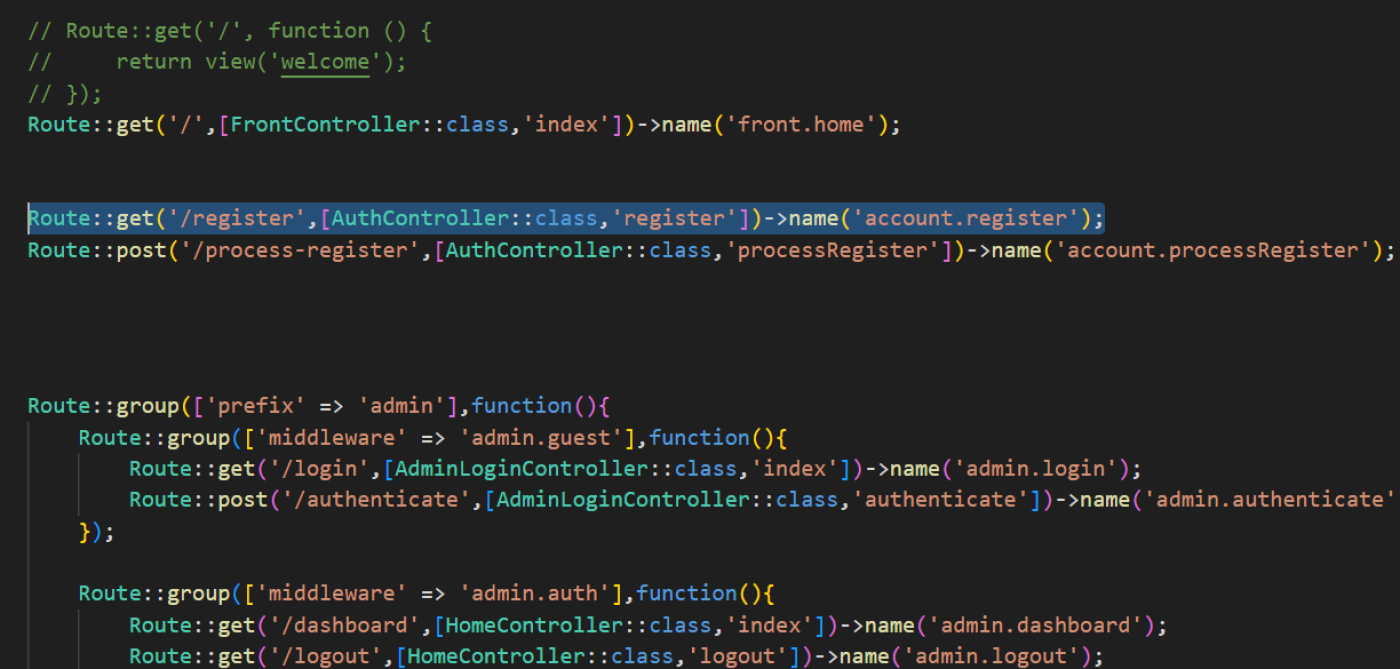 // Route::get('/', function () {
//     return view('welcome');
// });
Route::get('/',[FrontController::class,'index'])->name('front.home');
Route::get('/register',[AuthController::class,'register'])->name('account.register');
Route::post('/process-register',[AuthController::class,'processRegister'])->name('account.processRegister');
Route::group(['prefix' => 'admin'],function(){
    Route::group(['middleware' => 'admin.guest'],function(){
        Route::get('/login',[AdminLoginController::class,'index'])->name('admin.login');
        Route::post('/authenticate',[AdminLoginController::class,'authenticate'])->name('admin.authenticate'
    });
    Route::group(['middleware' => 'admin.auth'],function(){
        Route::get('/dashboard',[HomeController::class,'index'])->name('admin.dashboard');
        Route::get('/logout',[HomeController::class,'logout'])->name('admin.logout');